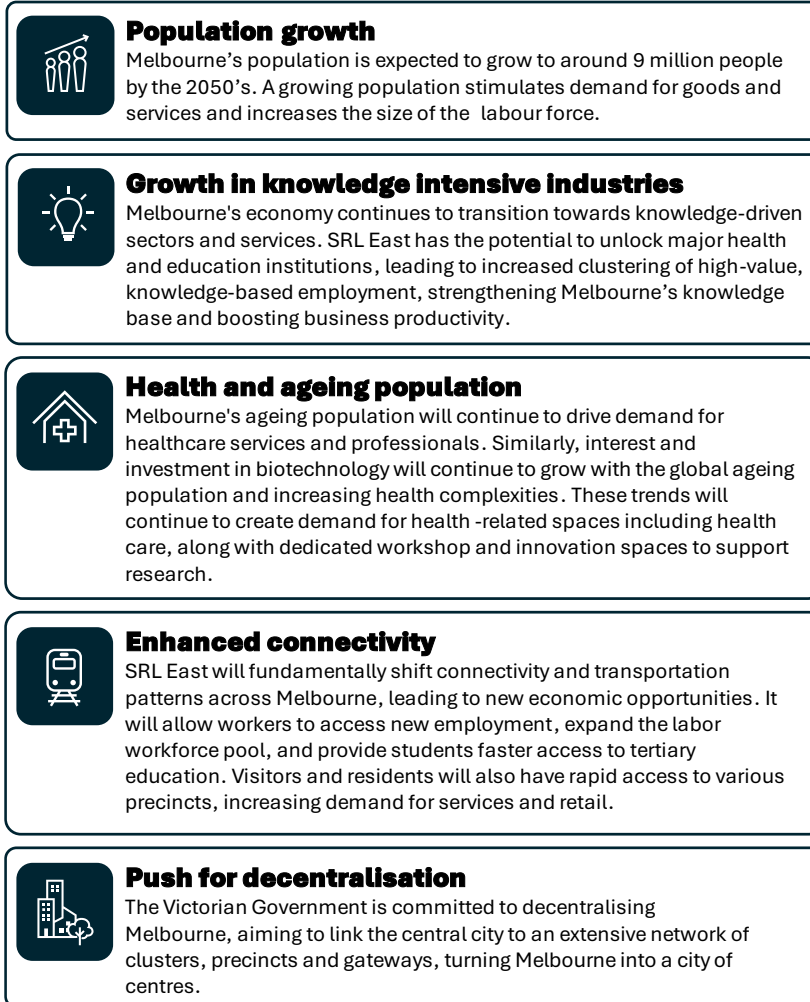 Population growth
Melbourne’s population is expected to grow to around 9 million people
by the 2050’s. A growing population stimulates demand for goods and
services and increases the size of the labour force.
Growth in knowledge intensive industries
Melbourne's economy continues to transition towards knowledge-driven
sectors and services. SRL East has the potential to unlock major health
and education institutions, leading to increased clustering of high-value,
knowledge-based employment, strengthening Melbourne’s knowledge
base and boosting business productivity.
Health and ageing population
Melbourne's ageing population will continue to drive demand for
healthcare services and professionals. Similarly, interest and
investment in biotechnology will continue to grow with the global ageing
population and increasing health complexities. These trends will
continue to create demand for health -related spaces including health
care, along with dedicated workshop and innovation spaces to support
research.
Enhanced connectivity
SRL East will fundamentally shift connectivity and transportation
patterns across Melbourne, leading to new economic opportunities. It
will allow workers to access new employment, expand the labor
workforce pool, and provide students faster access to tertiary
education. Visitors and residents will also have rapid access to various
precincts, increasing demand for services and retail.
Push for decentralisation
The Victorian Government is committed to decentralising
Melbourne, aiming to link the central city to an extensive network of
clusters, precincts and gateways, turning Melbourne into a city of
centres.